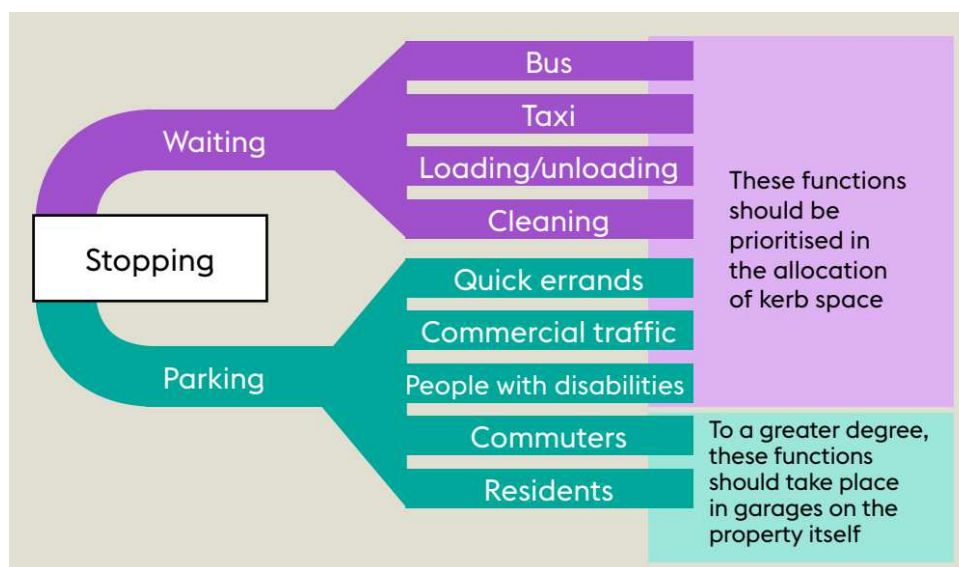 Stopping
Waiting
Bus
Taxi
Loading/unloading
Cleaning
These functions
should be
prioritised in
the allocation
of kerb space
Parking
Quick errands
Commercial traffic
People with disabilities
Commuters
Residents
To a greater degree,
these functions
should take place
in garages on the
property itself